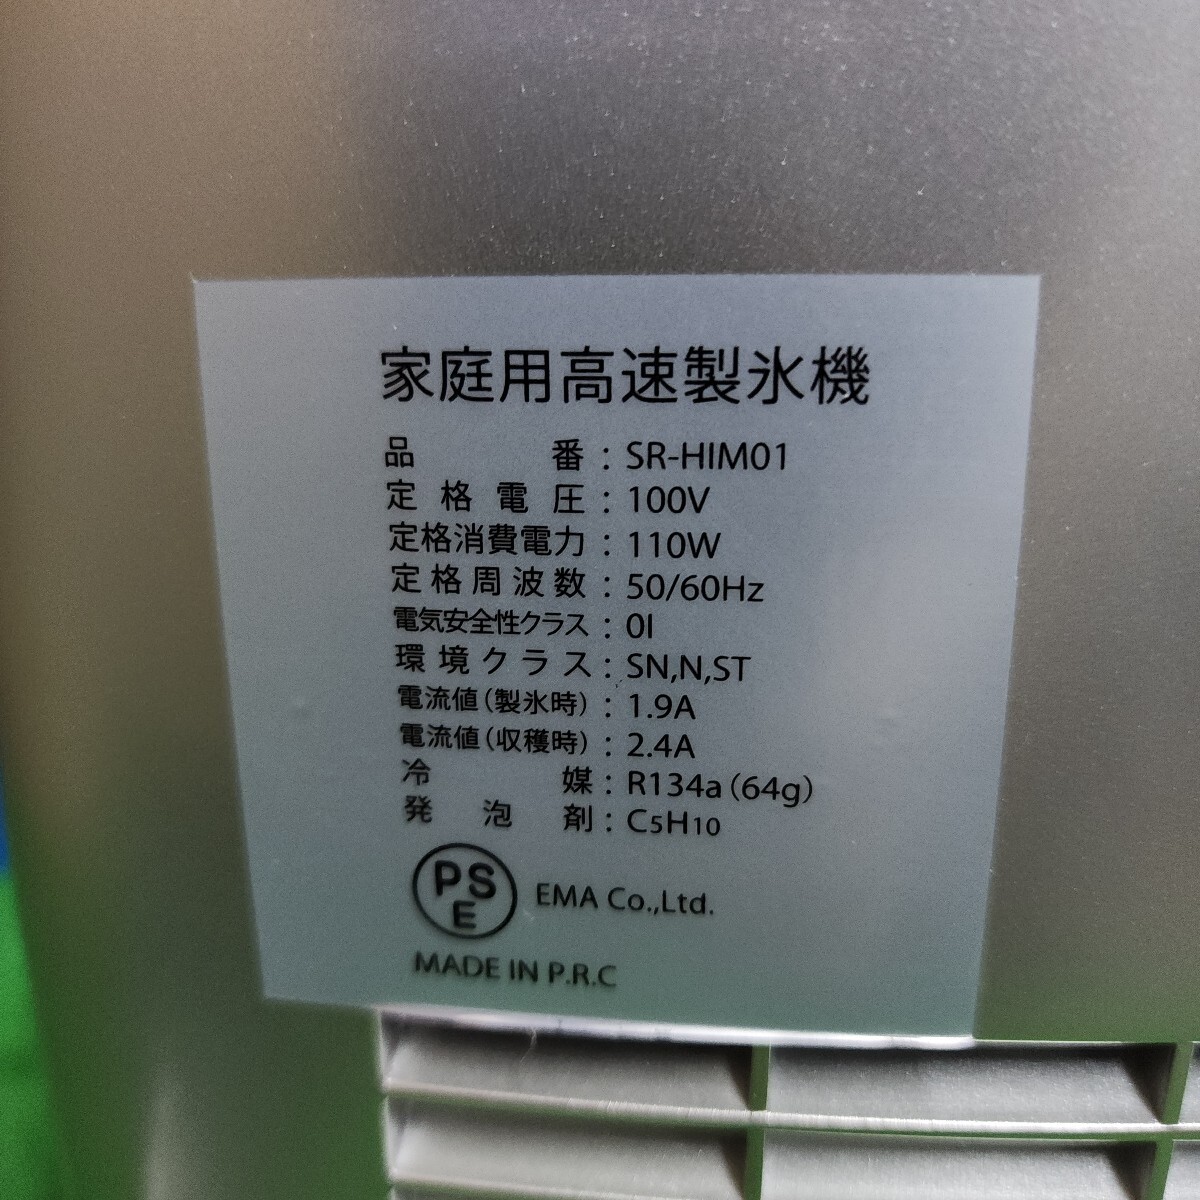 家庭用高速製氷機
品番：SR-HIM01
定格電圧：100V
定格消費電力：110W
定格周波数：50/60Hz
電気安全性クラス：0I
環境クラス：SN,N,ST
電流値(製氷時)：1.9A
電流値(収穫時)：2.4A
冷媒：R134a(64g)
発泡剤：C5H10
PSE EMA Co.,Ltd.
MADE IN P.R.C